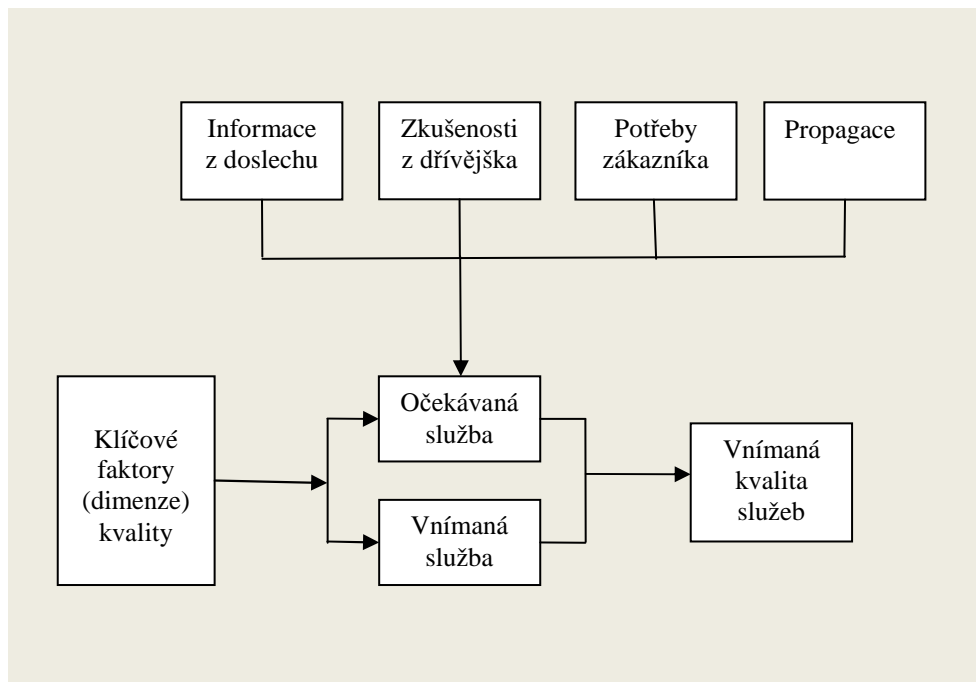 Informace
z doslechu
Zkušenosti
z dřívějška
Potřeby
zákazníka
Propagace
Klíčové
faktory
(dimenze)
kvality
Očekávaná
služba
Vnímaná
služba
Vnímaná
kvalita
služeb